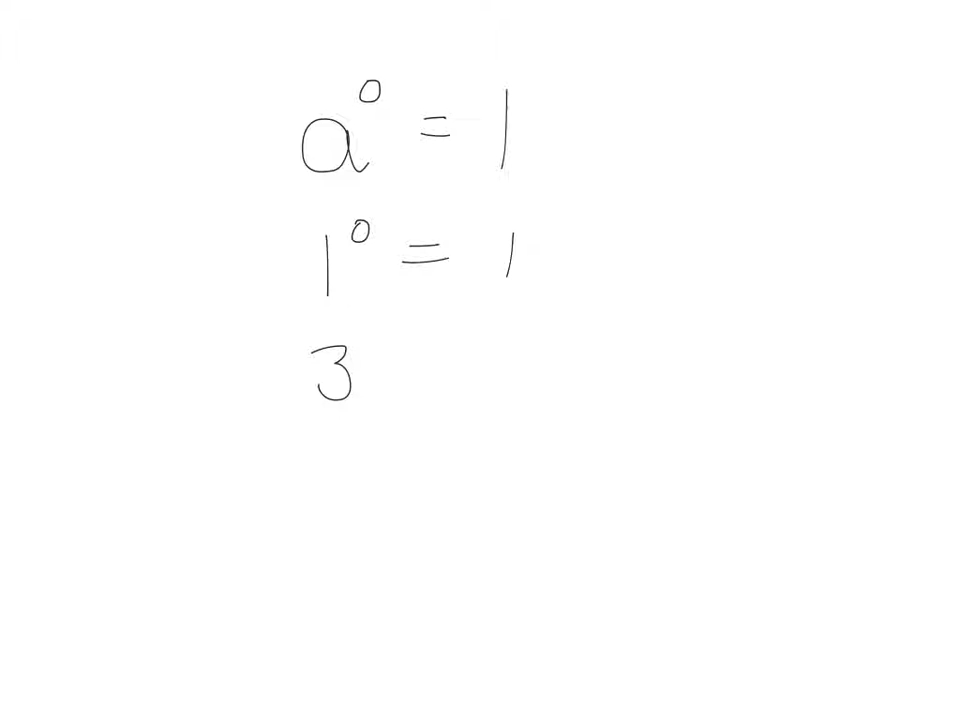 a⁰ = 1
1⁰ = 1
3